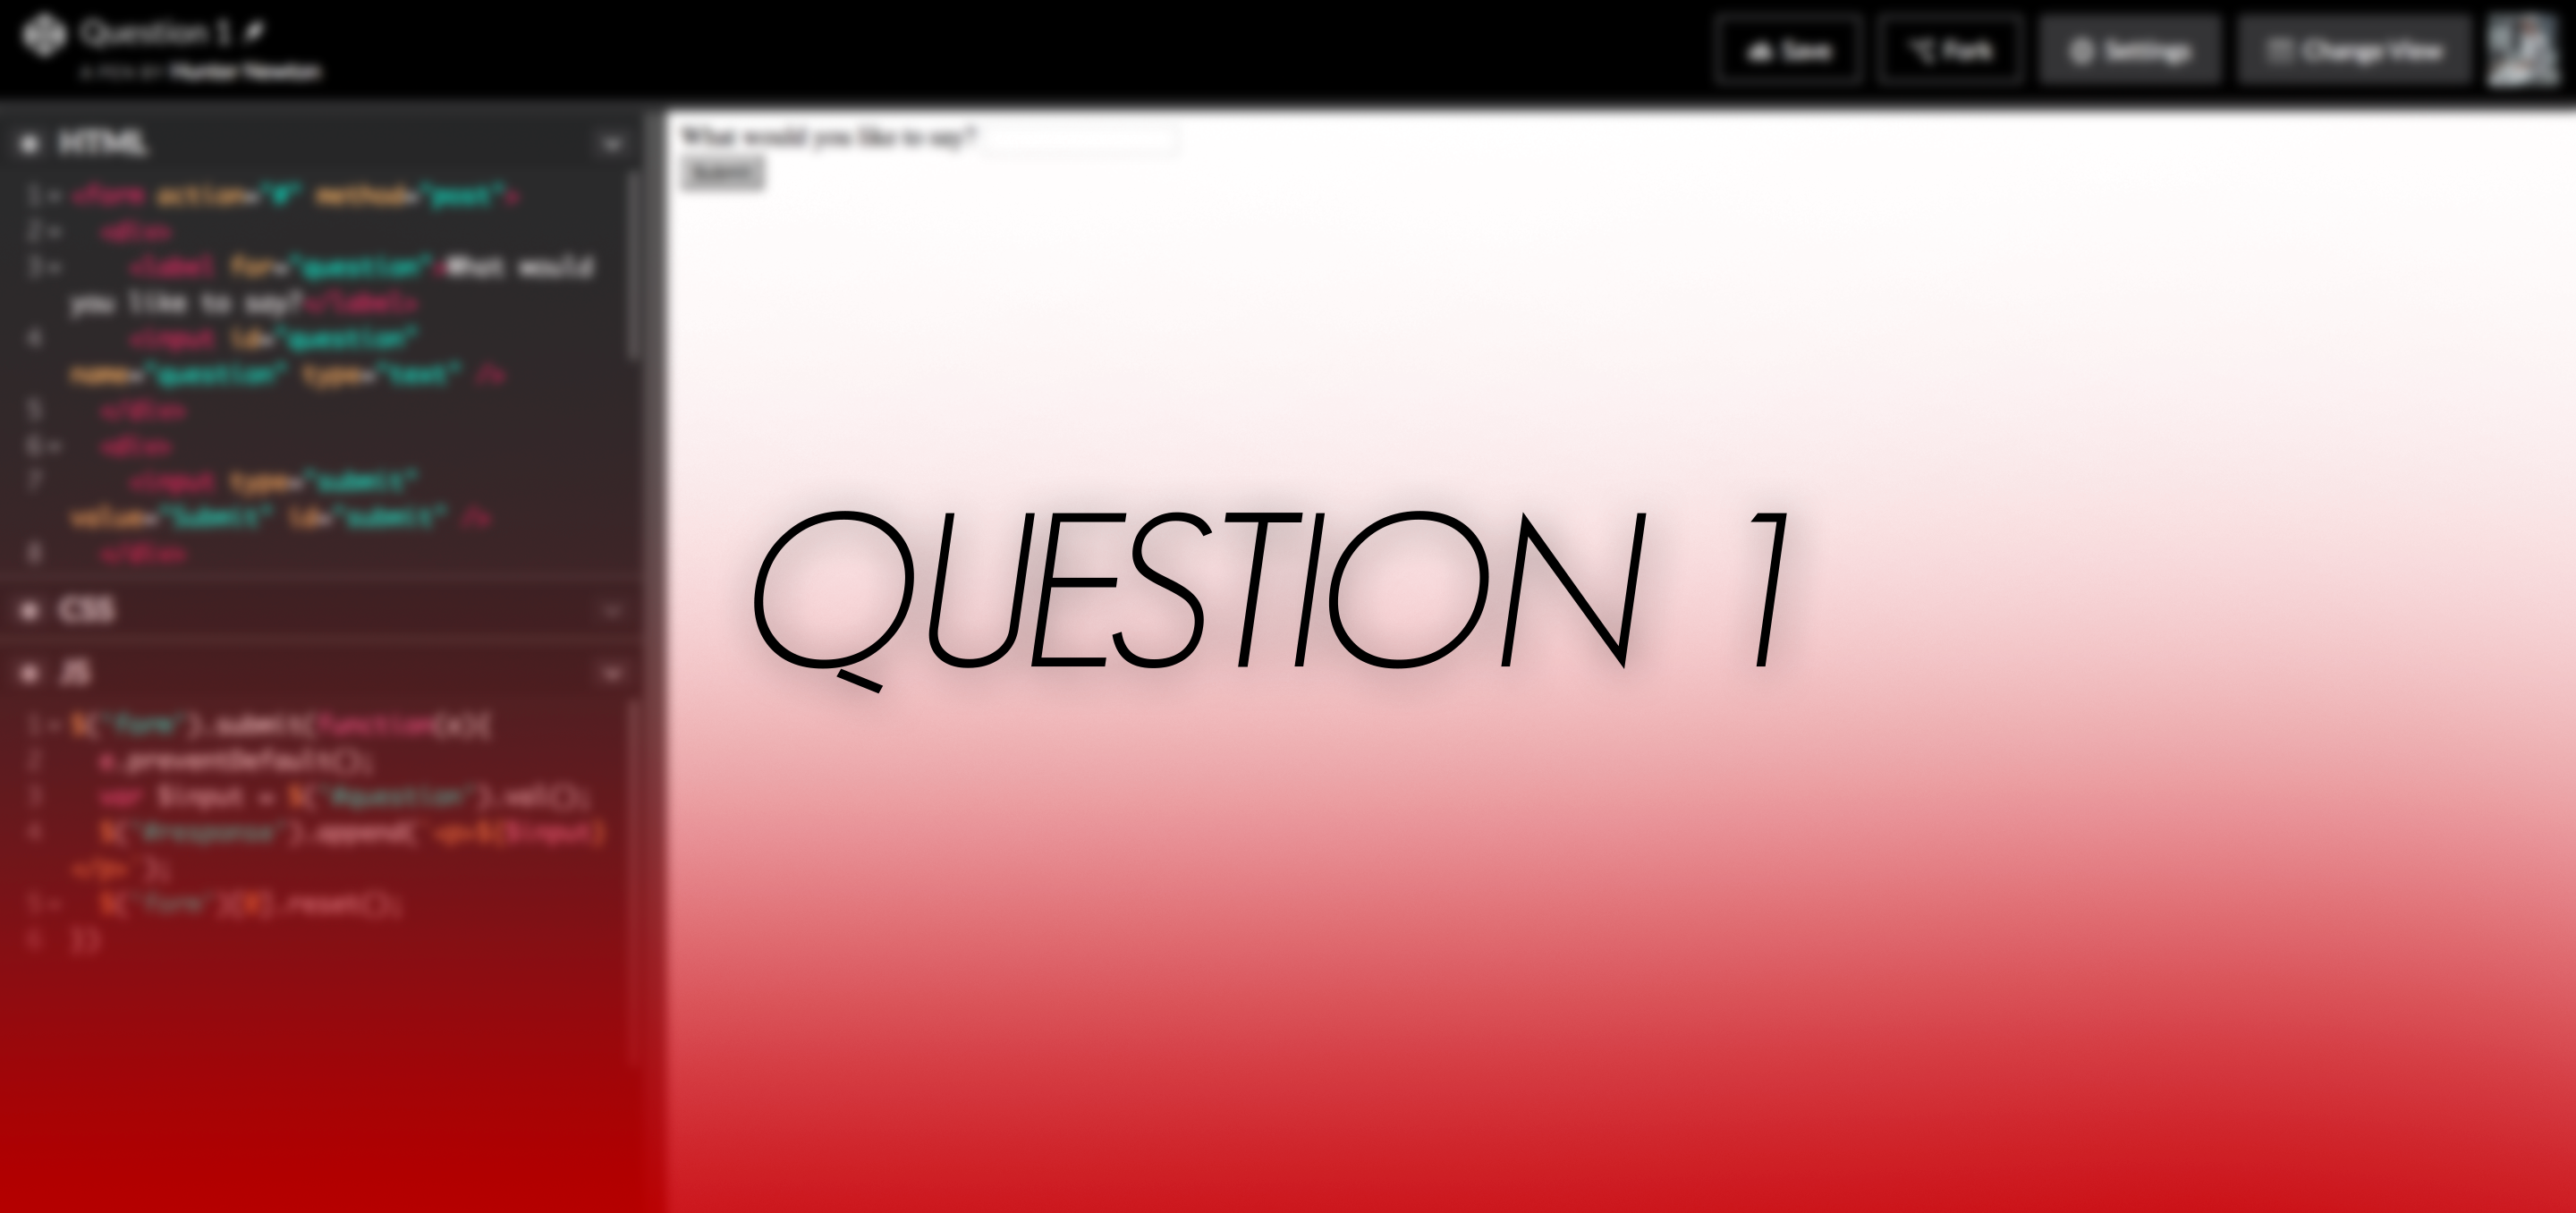 Question 1
A PEN BY Hunter Newton
Save
Fork
Settings
Change View
HTML
1 <form action="#" method="post">
2 <div>
3 <label for="question">What would
you like to say?</label>
4 <input id="question"
name="question" type="text" />
5 </div>
6 <div>
7 <input type="submit"
value="Submit" id="submit" />
8 </div>
CSS
JS
1 $("form").submit(function(e){
2 e.preventDefault();
3 var $input = $("#question").val();
4 $("#response").append(`<p>${$input}
</p>`);
5 $("form")[0].reset();
6 })
What would you like to say?
Submit
QUESTION 1